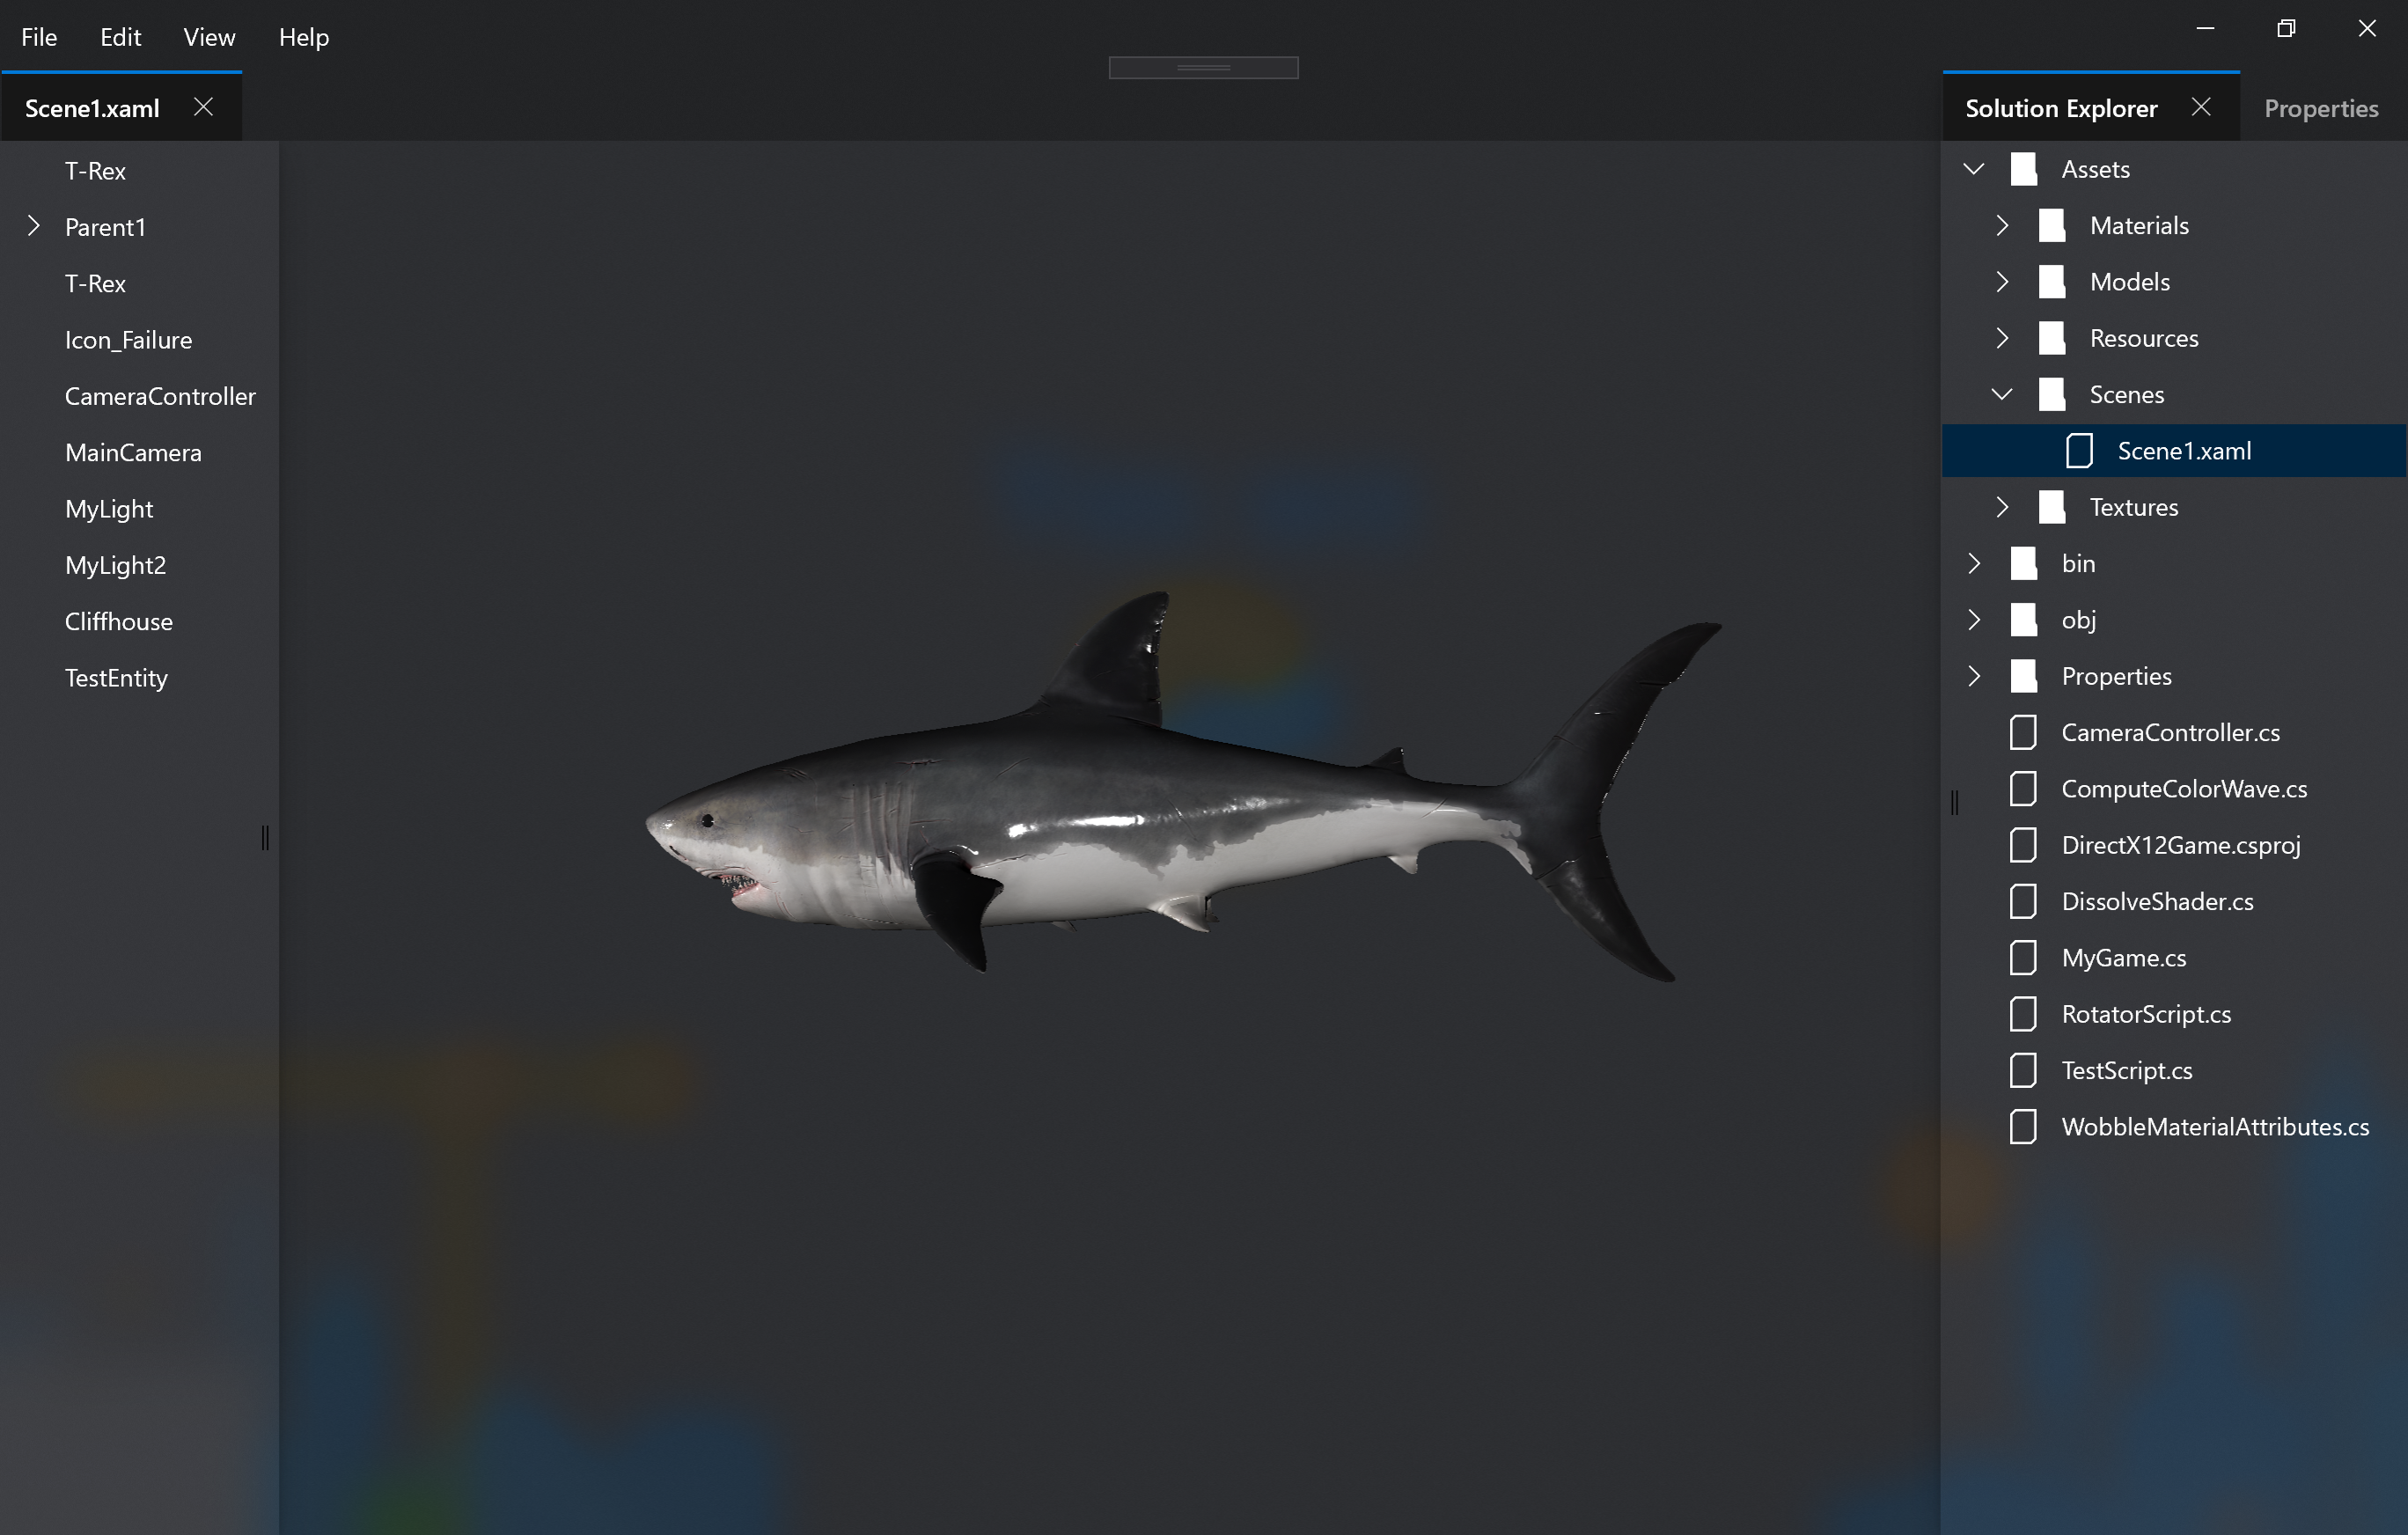 File Edit View Help
Scene1.xaml
T-Rex
Parent1
T-Rex
Icon_Failure
CameraController
MainCamera
MyLight
MyLight2
Cliffhouse
TestEntity
Solution Explorer Properties
Assets
Materials
Models
Resources
Scenes
Scene1.xaml
Textures
bin
obj
Properties
CameraController.cs
ComputeColorWave.cs
DirectX12Game.csproj
DissolveShader.cs
MyGame.cs
RotatorScript.cs
TestScript.cs
WobbleMaterialAttributes.cs